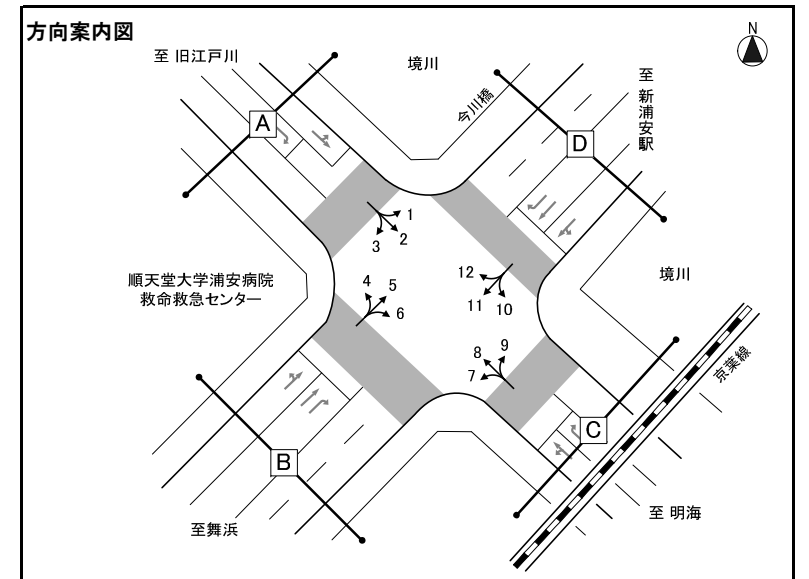 方向案内図
N
至 旧江戸川
境川
今川橋
至 新浦安駅
A
D
1
2
3
4
5
6
12
11
10
順天堂大学浦安病院
救命救急センター
境川
8
9
7
京葉線
C
B
至舞浜
至 明海